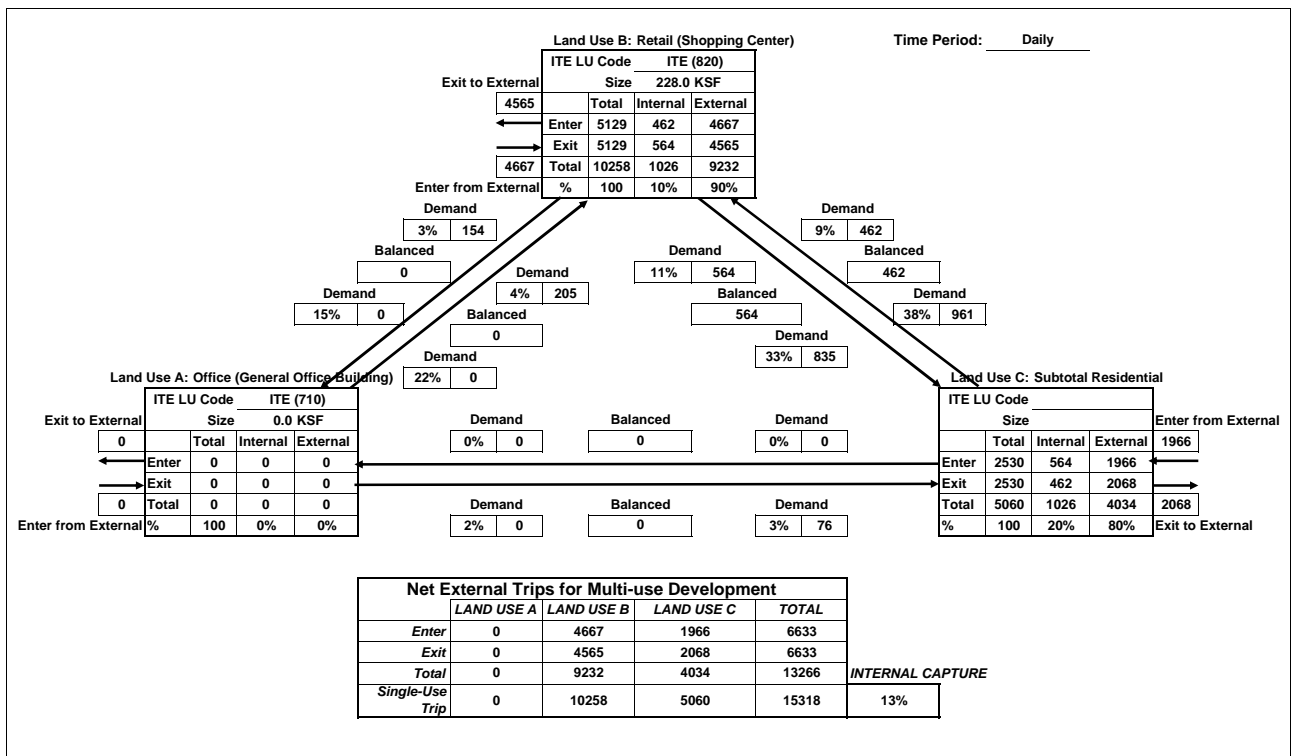 Land Use B: Retail (Shopping Center)
Time Period: Daily
ITE LU Code ITE (820)
Exit to External Size 228.0 KSF
4565 Total Internal External
Enter 5129 462 4667
Exit 5129 564 4565
4667 Total 10258 1026 9232
Enter from External % 100 10% 90%
Demand Demand
3% 154 9% 462
Balanced Demand Balanced
0 11% 564 462
Demand Demand Balanced Demand
15% 0 4% 205 564 38% 961
Balanced
0
Demand
33% 835
Demand
22% 0
Land Use A: Office (General Office Building)
Land Use C: Subtotal Residential
ITE LU Code ITE (710)
Exit to External Size 0.0 KSF
0 Total Internal External
Enter 0 0 0
Exit 0 0 0
0 Total 0 0 0
Enter from External % 100 0% 0%
Demand Balanced Demand
0% 0 0 0% 0
Demand Balanced Demand
2% 0 0 3% 76
ITE LU Code
Size Enter from External
Total Internal External 1966
Enter 2530 564 1966
Exit 2530 462 2068
Total 5060 1026 4034 2068
% 100 20% 80% Exit to External
Net External Trips for Multi-use Development
LAND USE A LAND USE B LAND USE C TOTAL
Enter 0 4667 1966 6633
Exit 0 4565 2068 6633
Total 0 9232 4034 13266 INTERNAL CAPTURE
Single-Use
Trip 0 10258 5060 15318 13%